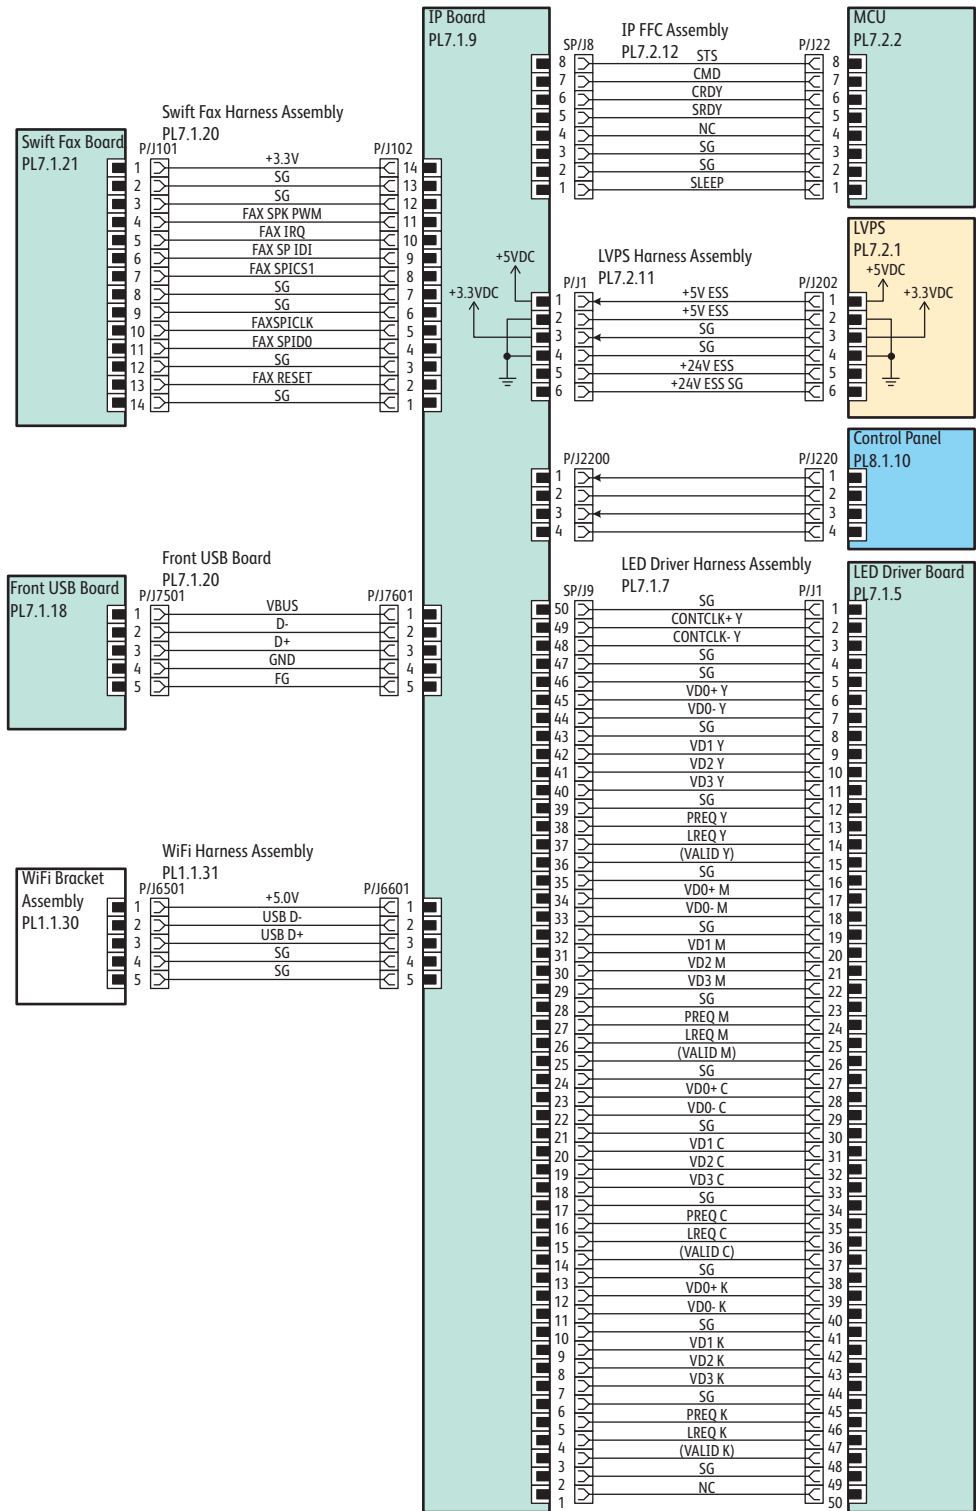 IP Board
PL7.1.9
MCU
PL7.2.2
IP FFC Assembly
PL7.2.12
SP/J8
P/J22
8 STS 8
7 CMD 7
6 CRDY 6
5 SRDY 5
4 NC 4
3 SG 3
2 SG 2
1 SLEEP 1
Swift Fax Harness Assembly
PL7.1.20
Swift Fax Board
PL7.1.21
P/J101
P/J102
1 +3.3V 14
2 SG 13
3 SG 12
4 FAX SPK PWM 11
5 FAX IRQ 10
6 FAX SP IDI 9
7 FAX SPICS1 8
8 SG 7
9 SG 6
10 FAXSPICLK 5
11 FAX SPID0 4
12 SG 3
13 FAX RESET 2
14 SG 1
LVPS
PL7.2.1
LVPS Harness Assembly
PL7.2.11
+5VDC
+3.3VDC
P/J1
P/J202
+5VDC
+3.3VDC
1 +5V ESS 1
2 +5V ESS 2
3 SG 3
4 SG 4
5 +24V ESS 5
6 +24V ESS SG 6
Control Panel
PL8.1.10
P/J2200
P/J220
1 1
2 2
3 3
4 4
Front USB Board
PL7.1.20
Front USB Board
PL7.1.18
P/J7501
P/J7601
1 VBUS 1
2 D- 2
3 D+ 3
4 GND 4
5 FG 5
LED Driver Harness Assembly
PL7.1.7
LED Driver Board
PL7.1.5
SP/J9
P/J1
50 SG 1
49 CONTCLK+ Y 2
48 CONTCLK- Y 3
47 SG 4
46 SG 5
45 VD0+ Y 6
44 VD0- Y 7
43 SG 8
42 VD1 Y 9
41 VD2 Y 10
40 VD3 Y 11
39 SG 12
38 PREQ Y 13
37 LREQ Y 14
36 (VALID Y) 15
35 SG 16
34 VD0+ M 17
33 VD0- M 18
32 SG 19
31 VD1 M 20
30 VD2 M 21
29 VD3 M 22
28 SG 23
27 PREQ M 24
26 LREQ M 25
25 (VALID M) 26
24 SG 27
23 VD0+ C 28
22 VD0- C 29
21 SG 30
20 VD1 C 31
19 VD2 C 32
18 VD3 C 33
17 SG 34
16 PREQ C 35
15 LREQ C 36
14 (VALID C) 37
13 SG 38
12 VD0+ K 39
11 VD0- K 40
10 SG 41
9 VD1 K 42
8 VD2 K 43
7 VD3 K 44
6 SG 45
5 PREQ K 46
4 LREQ K 47
3 (VALID K) 48
2 SG 49
1 NC 50
WiFi Harness Assembly
PL1.1.31
WiFi Bracket
Assembly
PL1.1.30
P/J6501
P/J6601
1 +5.0V 1
2 USB D- 2
3 USB D+ 3
4 SG 4
5 SG 5